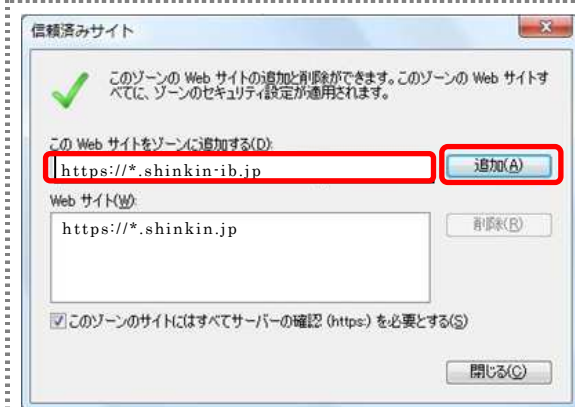 信頼済みサイト
このゾーンの Web サイトの追加と削除ができます。このゾーンの Web サイトす
べてに、ゾーンのセキュリティ設定が適用されます。
この Web サイトをゾーンに追加する(D):
https://*.shinkin-ib.jp
追加(A)
Web サイト(W):
https://*.shinkin.jp
削除(R)
このゾーンのサイトにはすべてサーバーの確認 (https:) を必要とする(S)
閉じる(C)